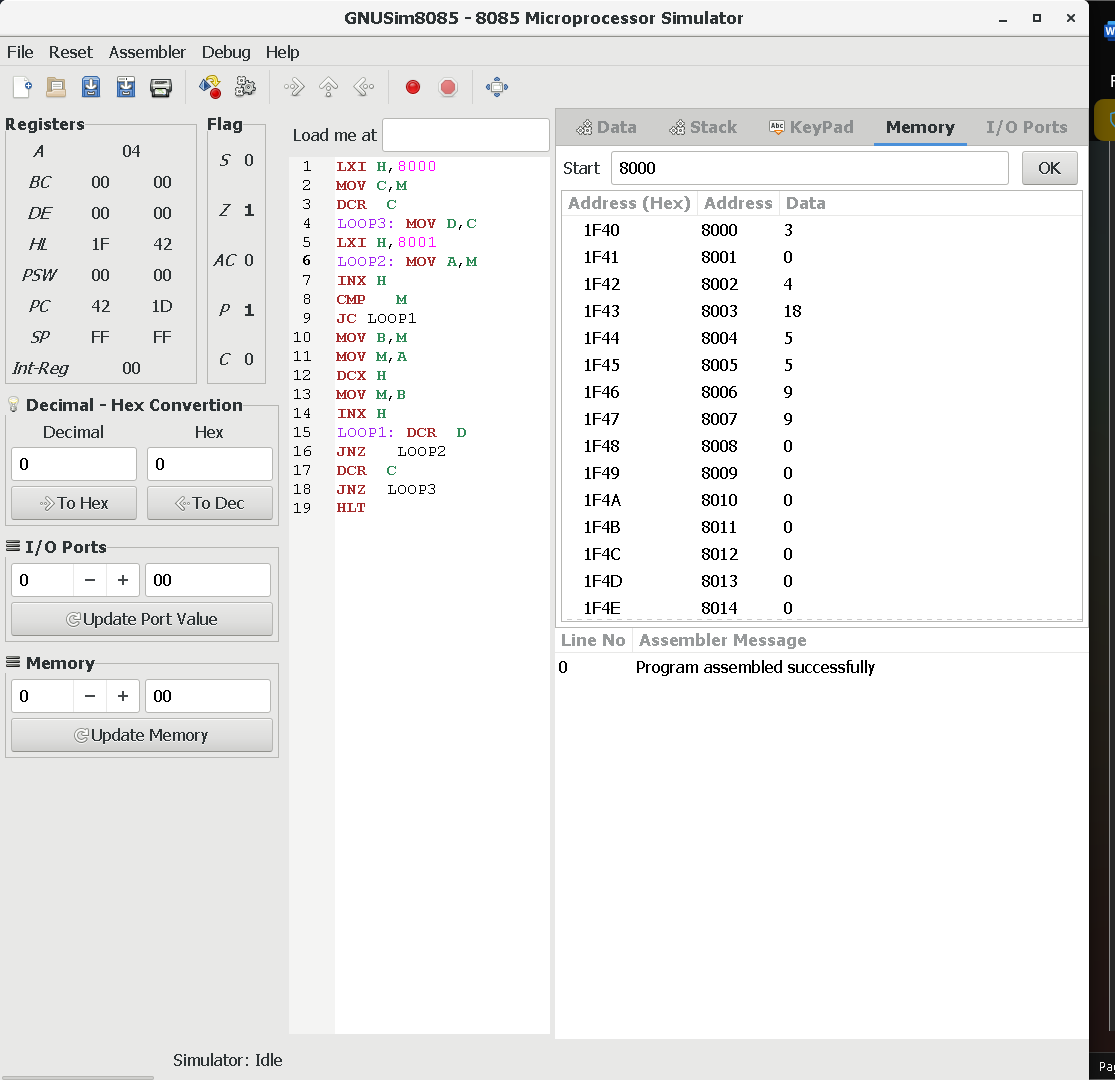 GNUSim8085 - 8085 Microprocessor Simulator
File Reset Assembler Debug Help
Registers
A 04
BC 00 00
DE 00 00
HL 1F 42
PSW 00 00
PC 42 1D
SP FF FF
Int-Reg 00
Flag
S 0
Z 1
AC 0
P 1
C 0
Decimal - Hex Convertion
Decimal Hex
0 0
To Hex To Dec
I/O Ports
0 − + 00
Update Port Value
Memory
0 − + 00
Update Memory
Load me at
1 LXI H,8000
2 MOV C,M
3 DCR C
4 LOOP3: MOV D,C
5 LXI H,8001
6 LOOP2: MOV A,M
7 INX H
8 CMP M
9 JC LOOP1
10 MOV B,M
11 MOV M,A
12 DCX H
13 MOV M,B
14 INX H
15 LOOP1: DCR D
16 JNZ LOOP2
17 DCR C
18 JNZ LOOP3
19 HLT
Data Stack Abc KeyPad Memory I/O Ports
Start 8000 OK
Address (Hex) Address Data
1F40 8000 3
1F41 8001 0
1F42 8002 4
1F43 8003 18
1F44 8004 5
1F45 8005 5
1F46 8006 9
1F47 8007 9
1F48 8008 0
1F49 8009 0
1F4A 8010 0
1F4B 8011 0
1F4C 8012 0
1F4D 8013 0
1F4E 8014 0
Line No Assembler Message
0 Program assembled successfully
Simulator: Idle